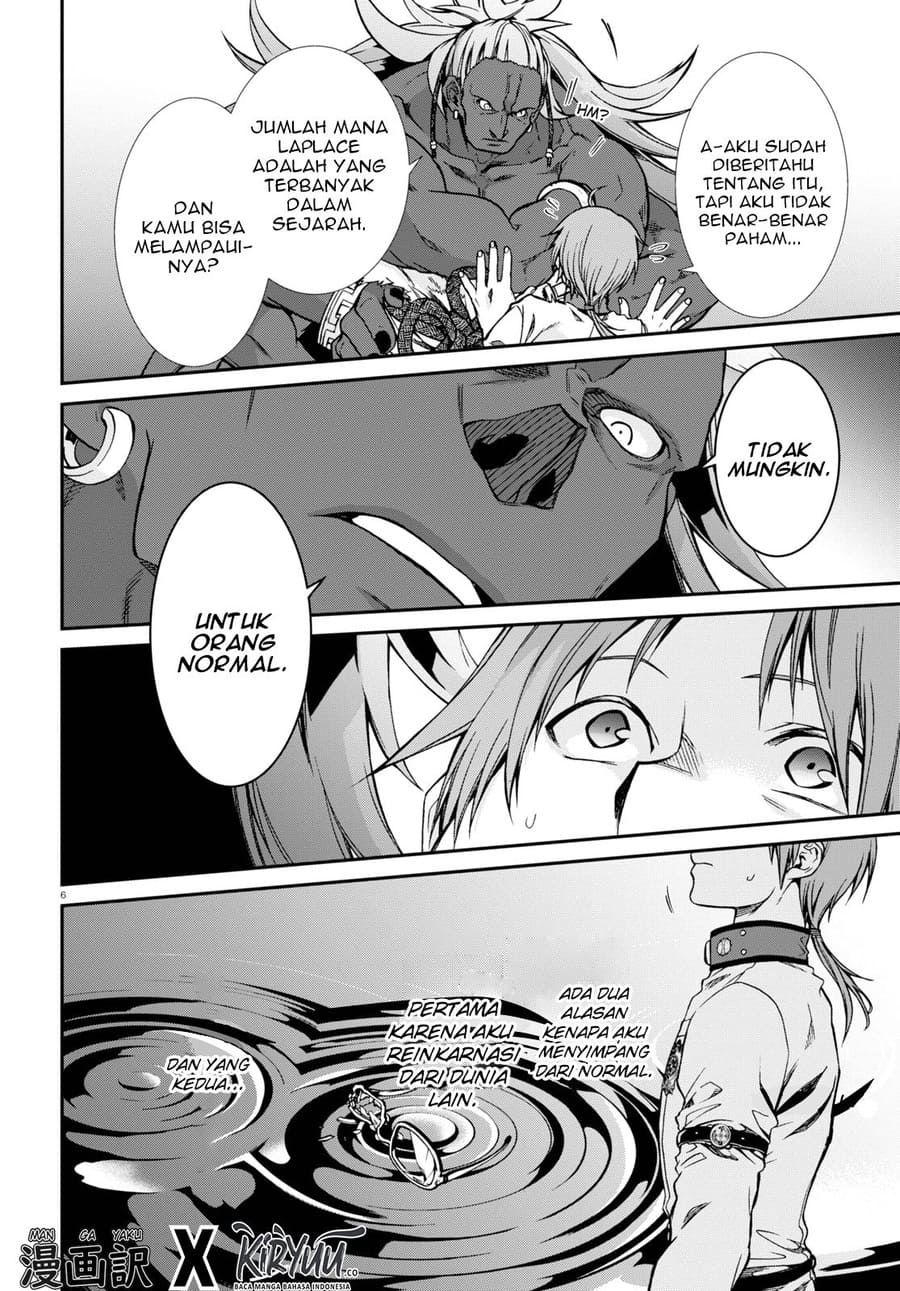 HM?
A-AKU SUDAH
DIBERITAHU
TENTANG ITU,
TAPI AKU TIDAK
BENAR-BENAR
PAHAM...
JUMLAH MANA
LAPLACE
ADALAH YANG
TERBANYAK
DALAM
SEJARAH.
DAN
KAMU BISA
MELAMPAUI-
NYA?
TIDAK
MUNGKIN.
UNTUK
ORANG
NORMAL.
6
ADA DUA
ALASAN
KENAPA AKU
MENYIMPANG
DARI NORMAL.
PERTAMA
KARENA AKU
REINKARNASI
DARI DUNIA
LAIN.
DAN YANG
KEDUA...
MAN GA YAKU
漫画訳 X KIRYUU.CO
BACA MANGA BAHASA INDONESIA